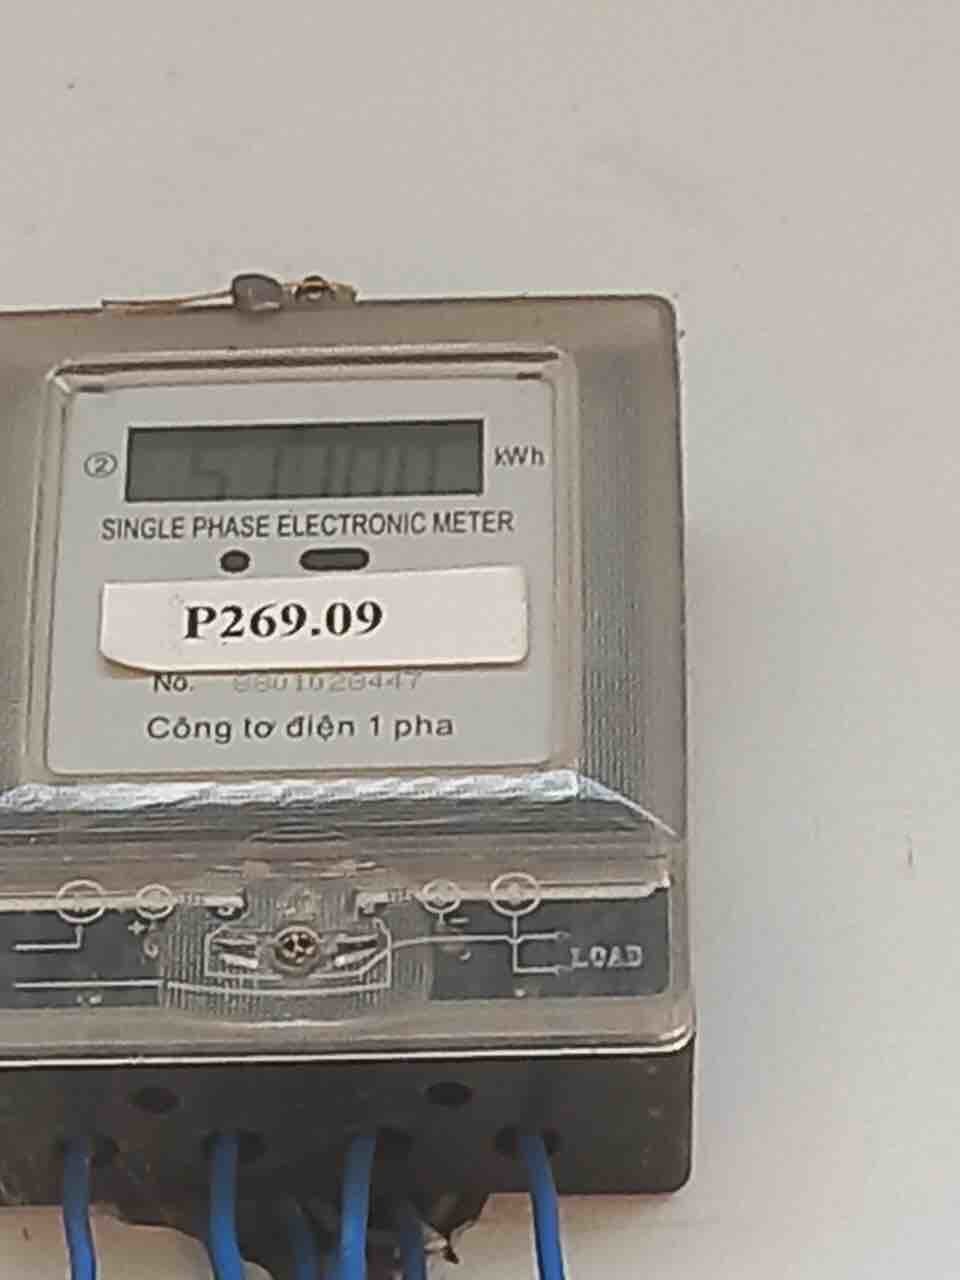 ② kWh
SINGLE PHASE ELECTRONIC METER
P269.09
No.
Công tơ điện 1 pha
LOAD